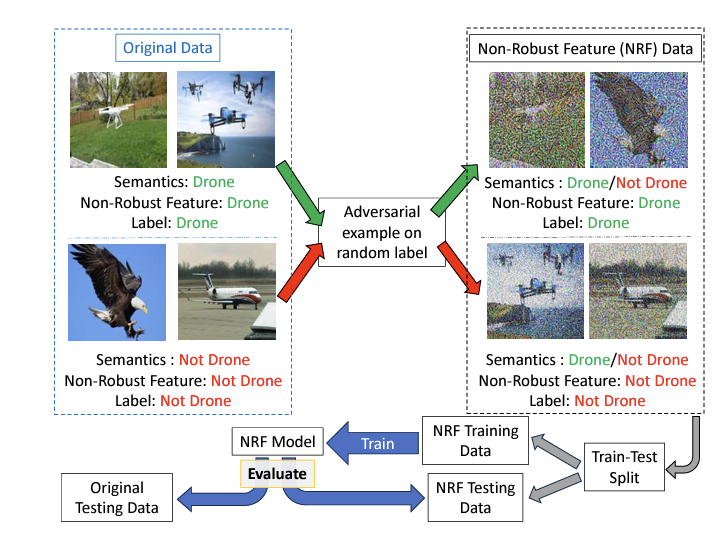 Original Data
Semantics: Drone
Non-Robust Feature: Drone
Label: Drone
Semantics : Not Drone
Non-Robust Feature: Not Drone
Label: Not Drone
Adversarial
example on
random label
Non-Robust Feature (NRF) Data
Semantics : Drone/Not Drone
Non-Robust Feature: Drone
Label: Drone
Semantics : Drone/Not Drone
Non-Robust Feature: Not Drone
Label: Not Drone
NRF Model
Train
NRF Training
Data
Train-Test
Split
Evaluate
Original
Testing Data
NRF Testing
Data